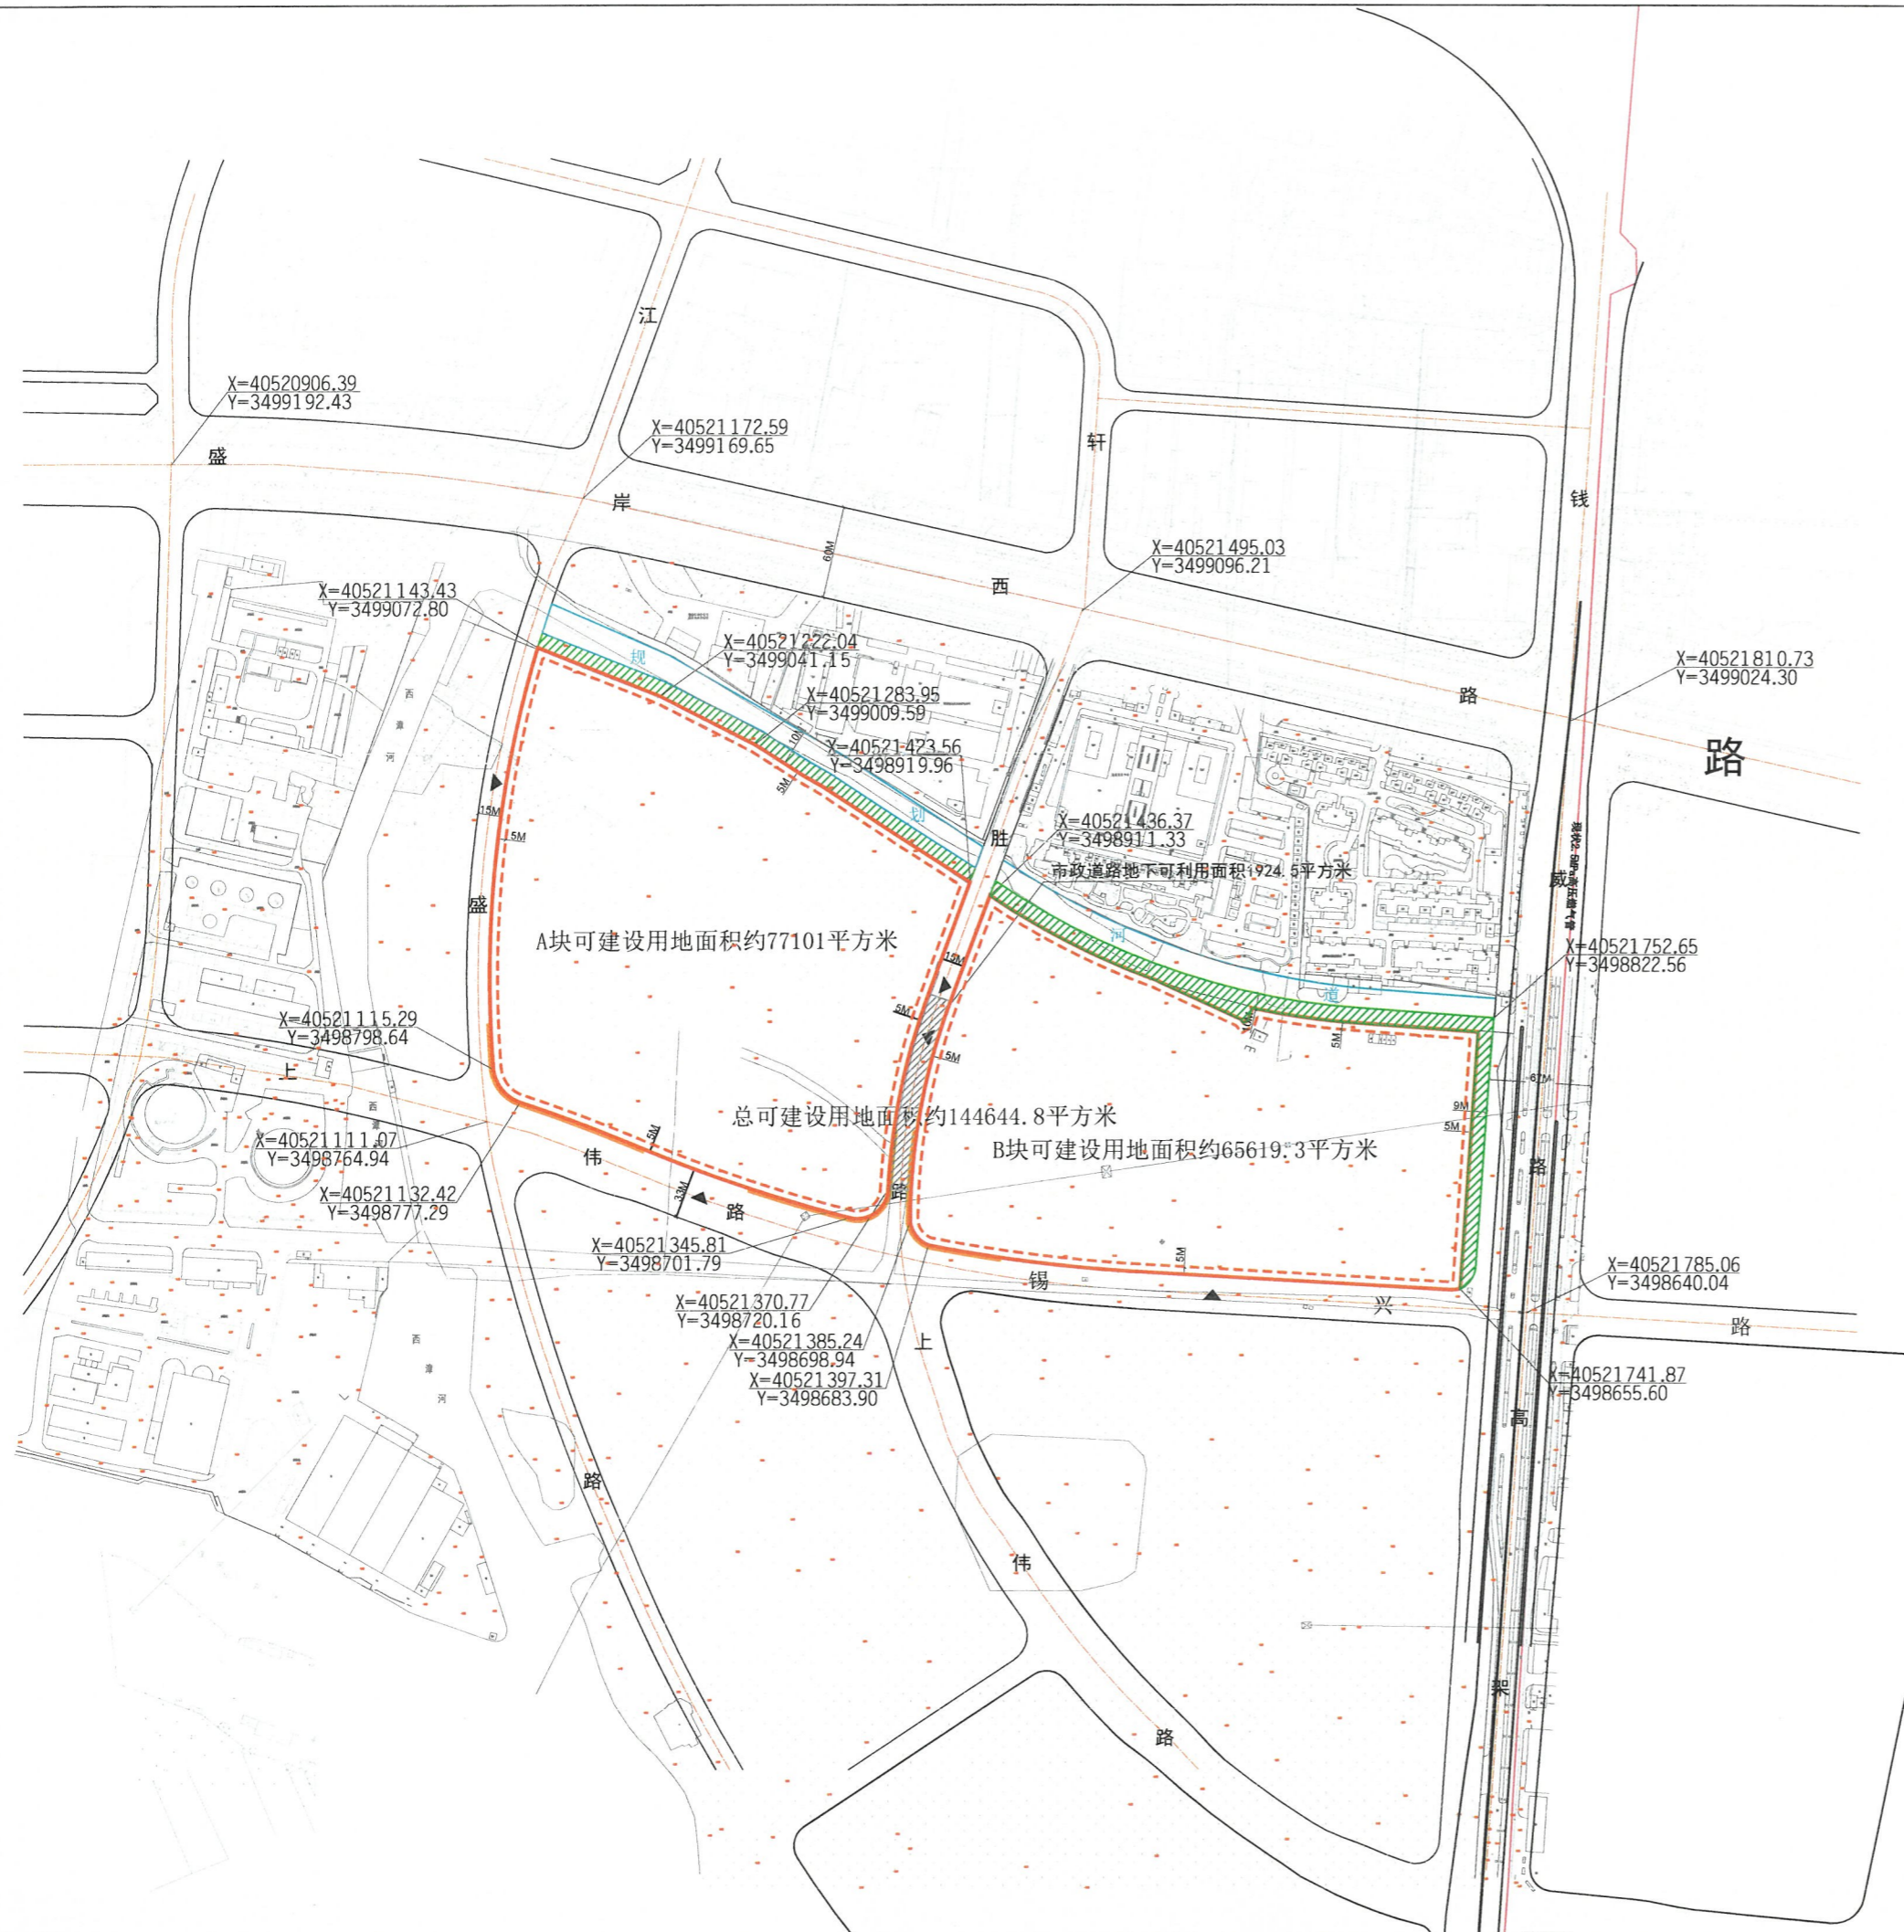 江
X=40520906.39
Y=3499192.43
X=40521172.59
Y=3499169.65
轩
盛
岸
钱
X=40521495.03
Y=3499096.21
60M
西
X=40521143.43
Y=3499072.80
X=40521222.04
Y=3499041.15
规
X=40521810.73
Y=3499024.30
西
漳
河
X=40521283.95
Y=3499009.59
路
10M
X=40521423.56
Y=3498919.96
路
5M
15M
5M
划
X=40521436.37
Y=3498911.33
胜
市政道路地下可利用面积1924.5平方米
威
盛
A块可建设用地面积约77101平方米
河
X=40521752.65
Y=3498822.56
15M
道
5M
X=40521115.29
Y=3498798.64
10M
5M
5M
上
67M
西
漳
河
9M
5M
总可建设用地面积约144644.8平方米
5M
X=40521111.07
Y=3498764.94
B块可建设用地面积约65619.3平方米
伟
路
X=40521132.42
Y=3498777.29
33M
路
路
X=40521345.81
Y=3498701.79
5M
锡
兴
X=40521785.06
Y=3498640.04
路
X=40521370.77
Y=3498720.16
西
漳
河
上
X=40521385.24
Y=3498698.94
X=40521397.31
Y=3498683.90
X=40521741.87
Y=3498655.60
高
路
伟
架
路